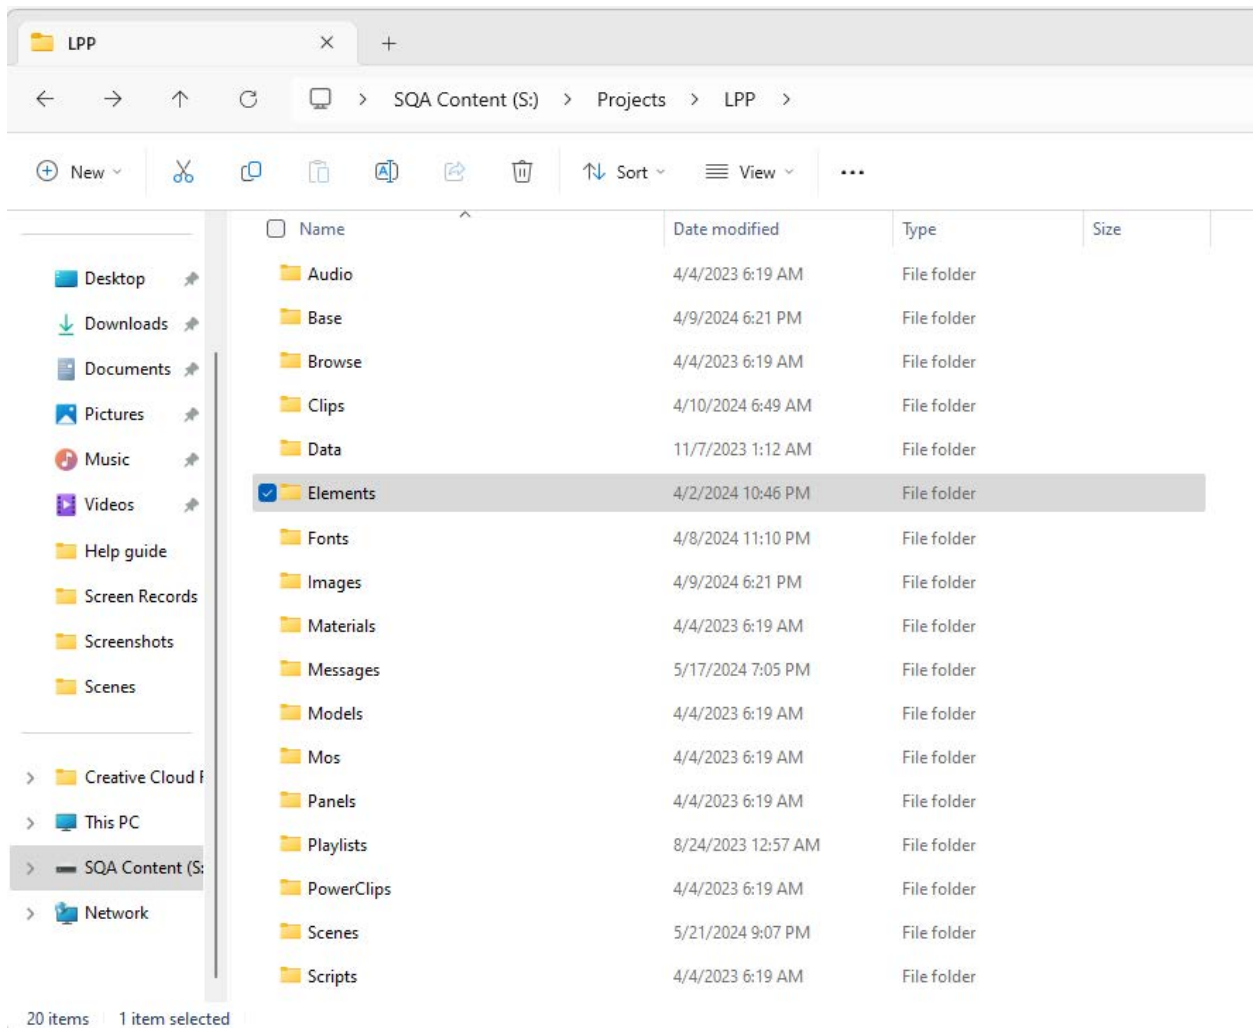 LPP
SQA Content (S:) > Projects > LPP >
New Sort View ...
Name Date modified Type Size
Desktop
Downloads
Documents
Pictures
Music
Videos
Help guide
Screen Records
Screenshots
Scenes
Creative Cloud F
This PC
SQA Content (S:
Network
Audio 4/4/2023 6:19 AM File folder
Base 4/9/2024 6:21 PM File folder
Browse 4/4/2023 6:19 AM File folder
Clips 4/10/2024 6:49 AM File folder
Data 11/7/2023 1:12 AM File folder
Elements 4/2/2024 10:46 PM File folder
Fonts 4/8/2024 11:10 PM File folder
Images 4/9/2024 6:21 PM File folder
Materials 4/4/2023 6:19 AM File folder
Messages 5/17/2024 7:05 PM File folder
Models 4/4/2023 6:19 AM File folder
Mos 4/4/2023 6:19 AM File folder
Panels 4/4/2023 6:19 AM File folder
Playlists 8/24/2023 12:57 AM File folder
PowerClips 4/4/2023 6:19 AM File folder
Scenes 5/21/2024 9:07 PM File folder
Scripts 4/4/2023 6:19 AM File folder
20 items 1 item selected